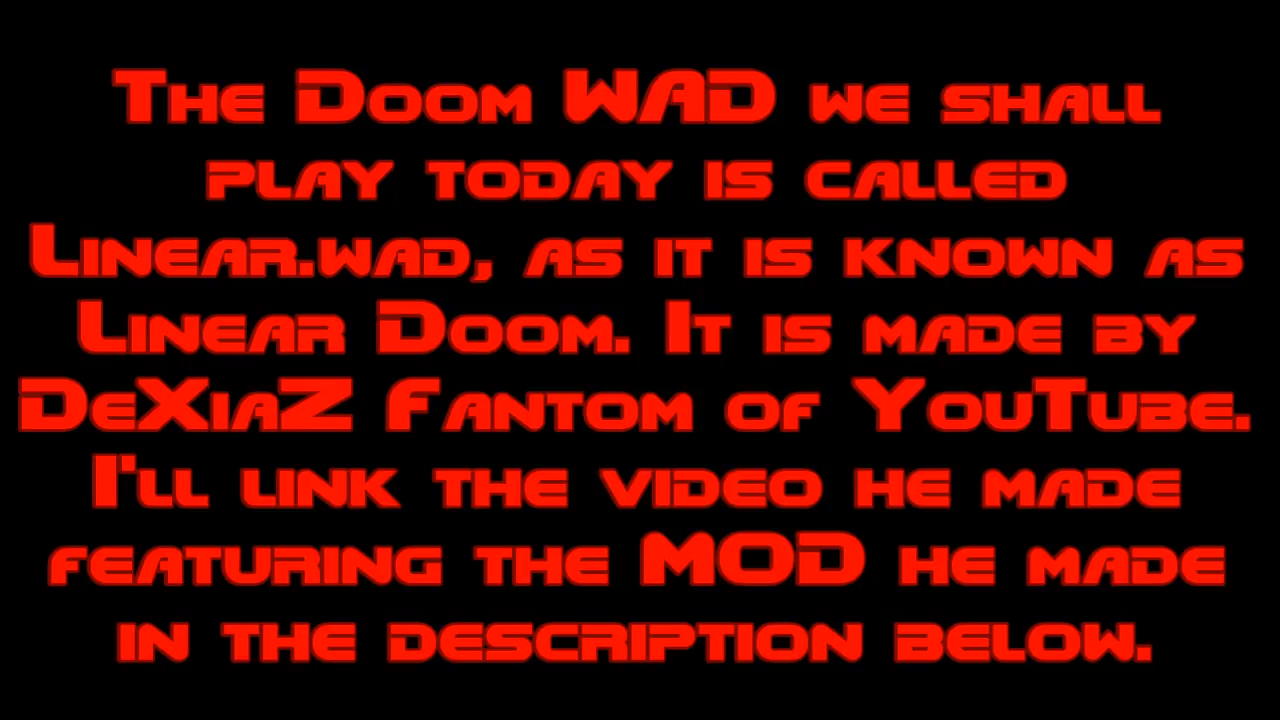 The Doom WAD we shall
play today is called
Linear.wad, as it is known as
Linear Doom. It is made by
DeXiaZ Fantom of YouTube.
I'll link the video he made
featuring the MOD he made
in the description below.